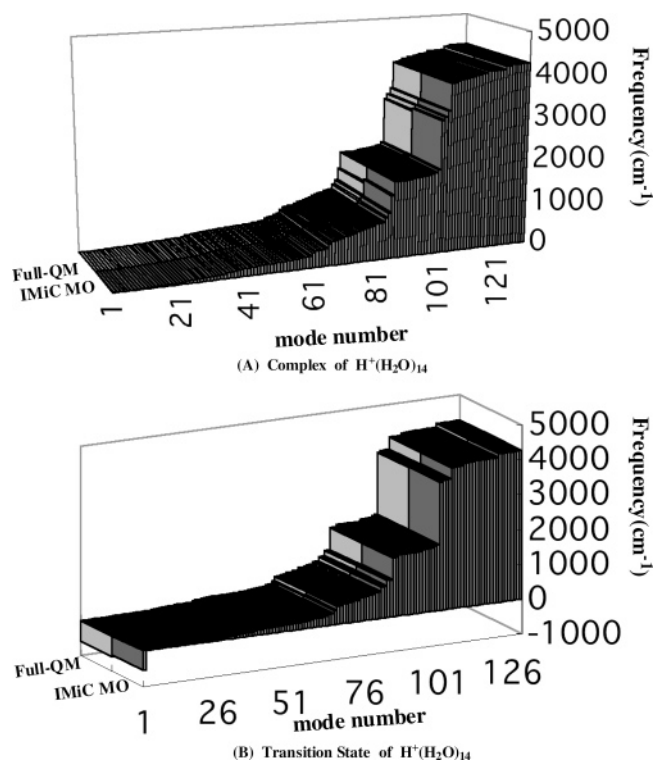 5000
4000
3000
2000
1000
0
Frequency(cm⁻¹)
Full-QM
IMiC MO
1 21 41 61 81 101 121
mode number
(A) Complex of H⁺(H₂O)₁₄
5000
4000
3000
2000
1000
0
-1000
Frequency(cm⁻¹)
Full-QM
IMiC MO
1 26 51 76 101 126
mode number
(B) Transition State of H⁺(H₂O)₁₄